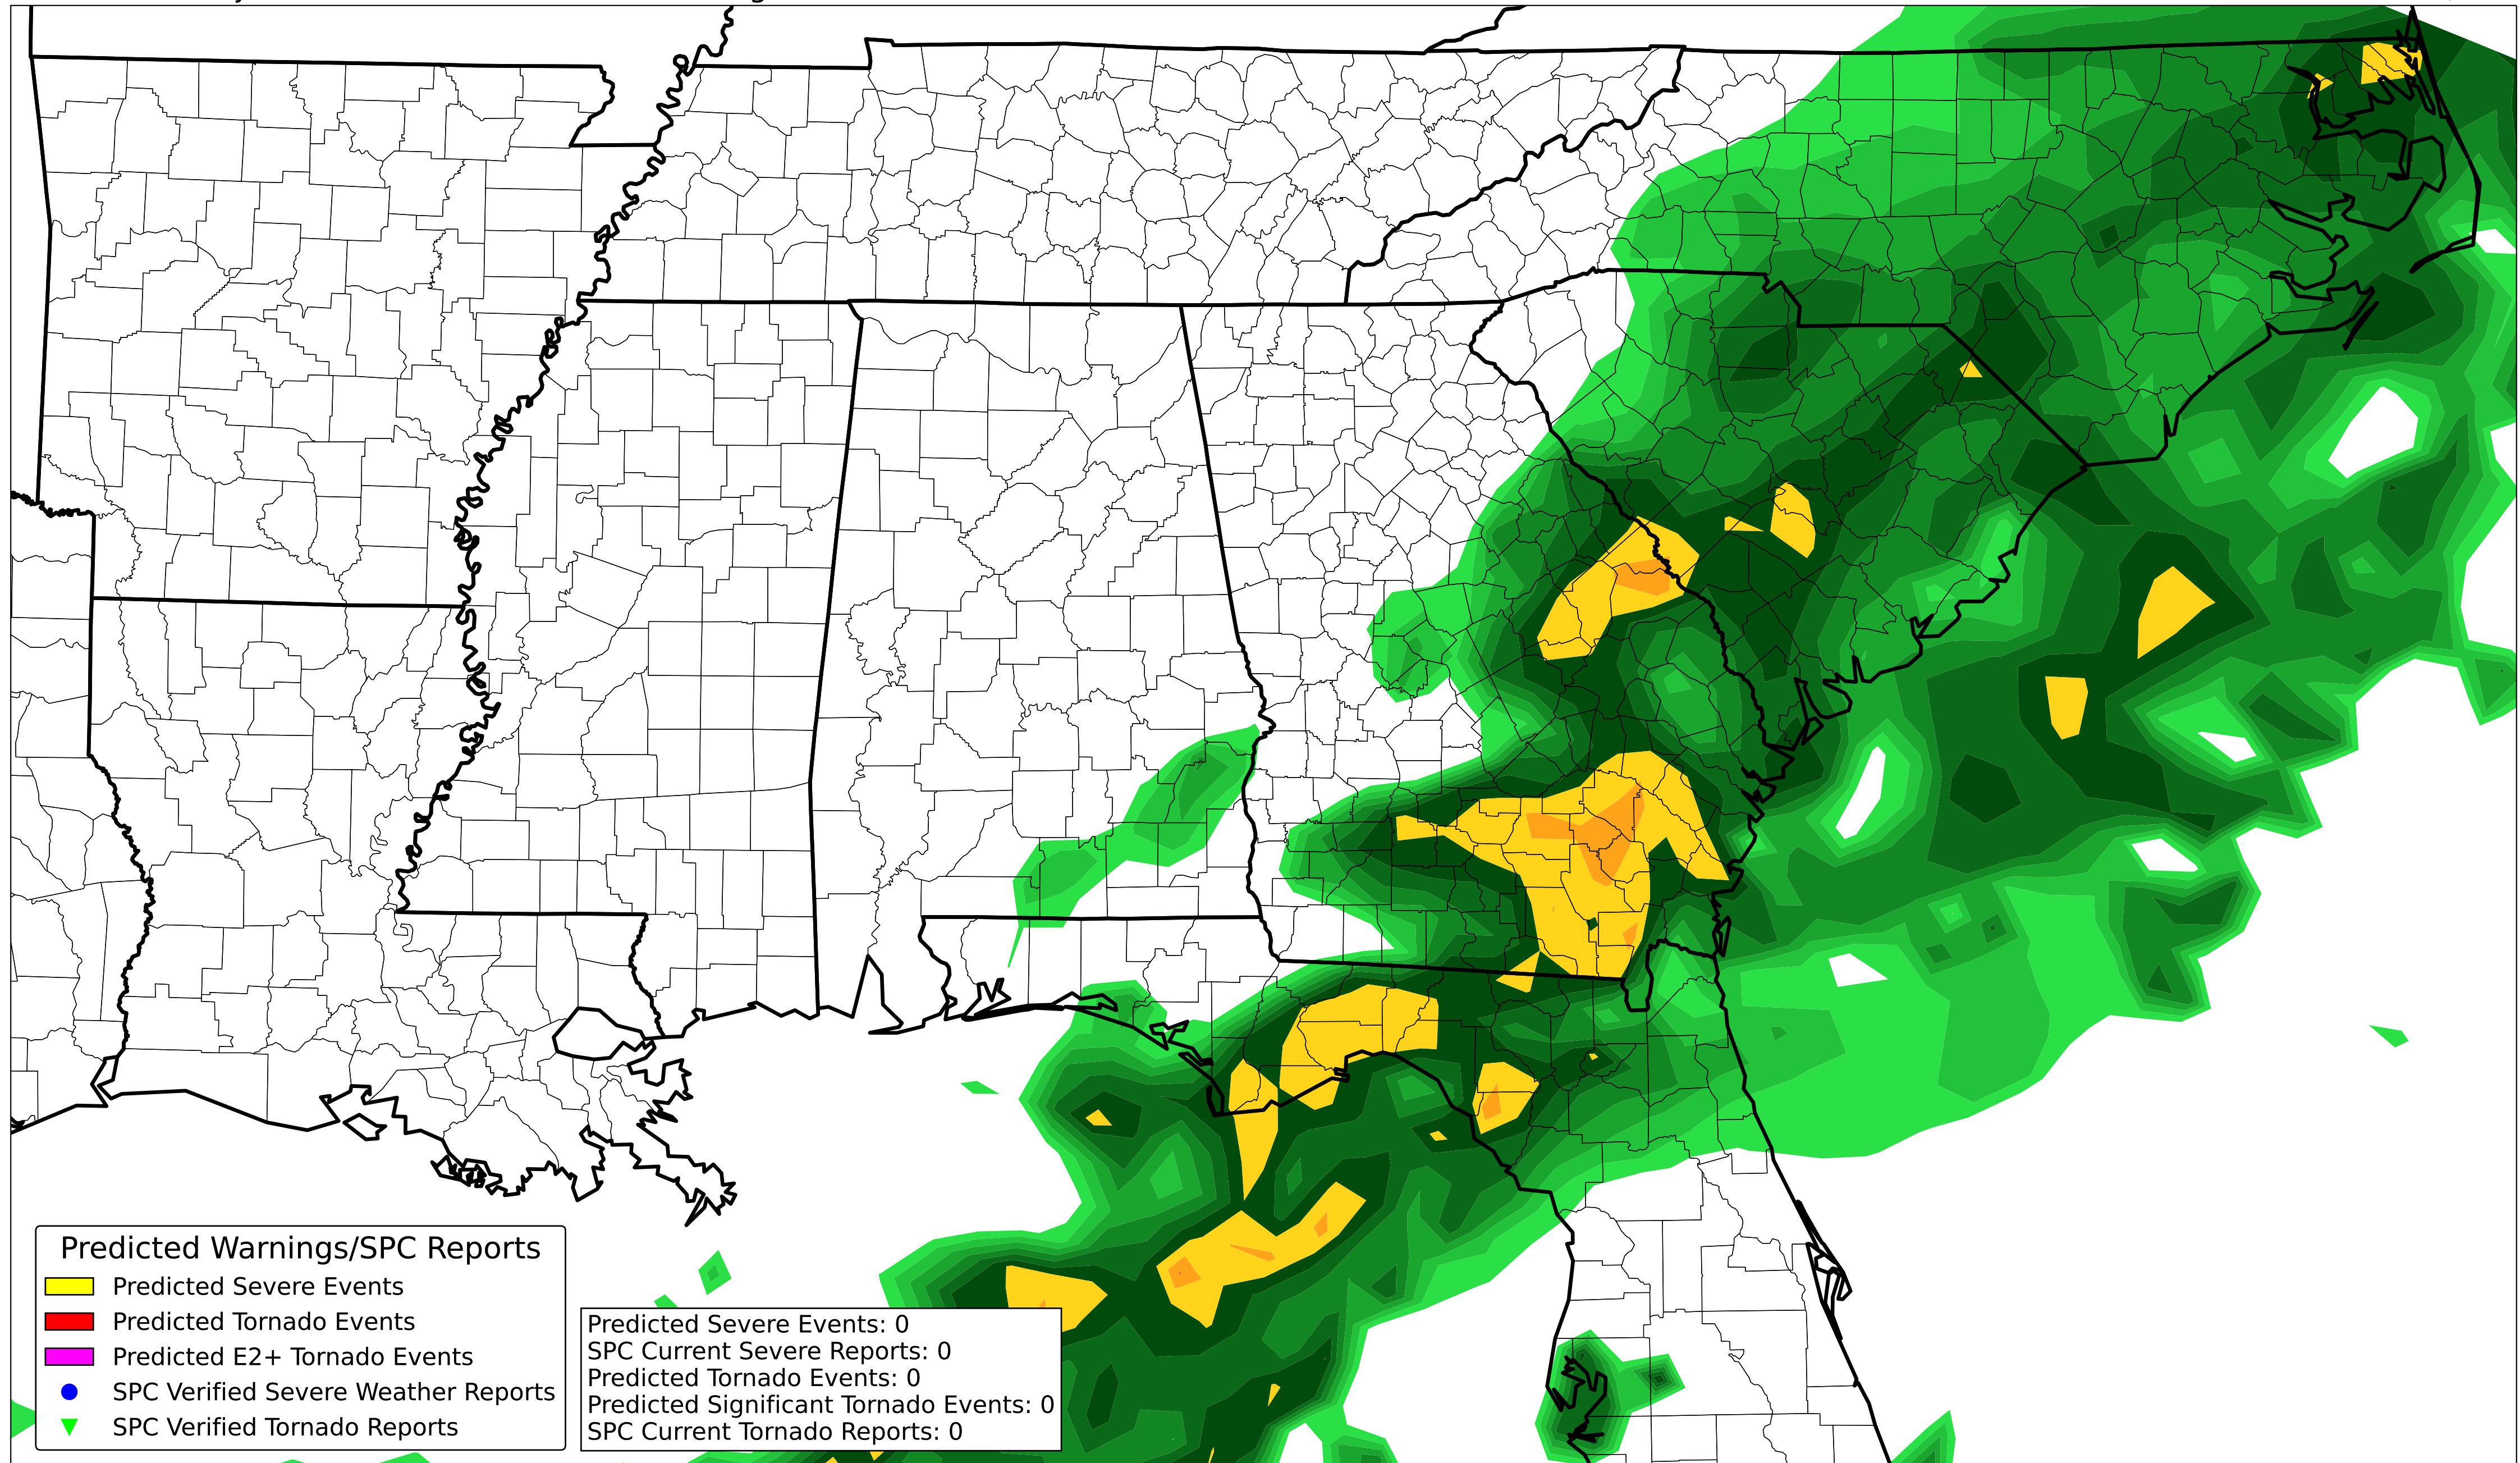 Predicted Warnings/SPC Reports
Predicted Severe Events
Predicted Tornado Events
Predicted E2+ Tornado Events
SPC Verified Severe Weather Reports
SPC Verified Tornado Reports
Predicted Severe Events: 0
SPC Current Severe Reports: 0
Predicted Tornado Events: 0
Predicted Significant Tornado Events: 0
SPC Current Tornado Reports: 0